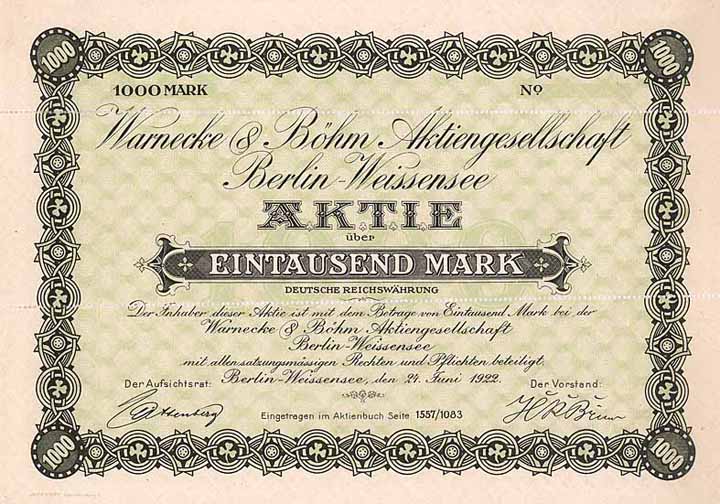 1000 1000
1000 MARK Nº
Warnecke & Böhm Aktiengesellschaft
Berlin-Weissensee
AKTIE
über
EINTAUSEND MARK
DEUTSCHE REICHSWÄHRUNG
Der Inhaber dieser Aktie ist mit dem Betrage von Eintausend Mark bei der
Warnecke & Böhm Aktiengesellschaft
Berlin-Weissensee
mit allen satzungsmässigen Rechten und Pflichten beteiligt.
Berlin-Weissensee, den 24. Juni 1922.
Der Aufsichtsrat: Der Vorstand:
Eingetragen im Aktienbuch Seite 1557/1083
1000 1000